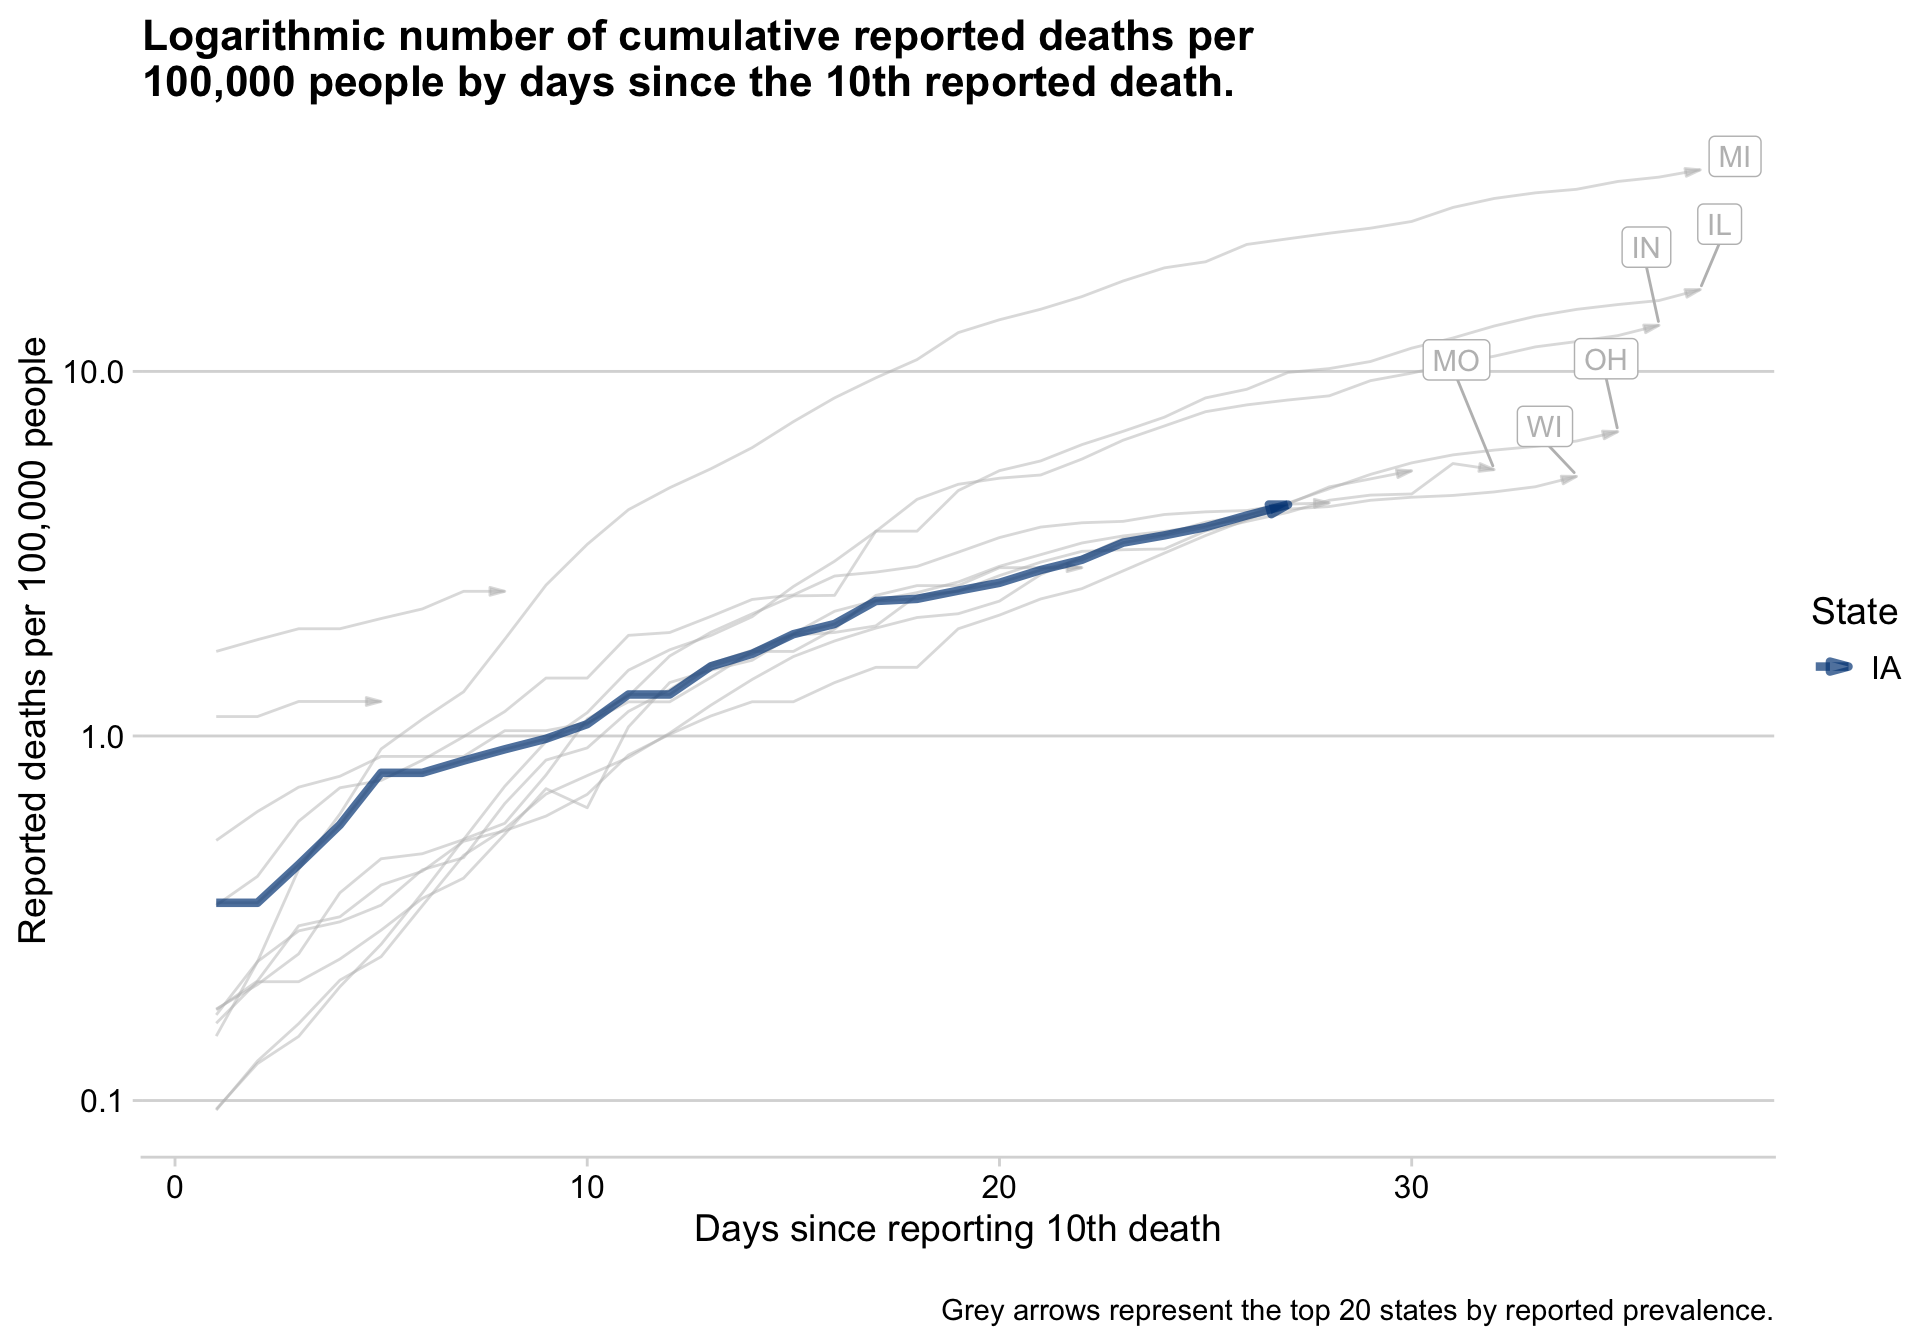 Logarithmic number of cumulative reported deaths per
100,000 people by days since the 10th reported death.
Reported deaths per 100,000 people
10.0
1.0
0.1
MI
IL
IN
MO
OH
WI
State
IA
0
10
20
30
Days since reporting 10th death
Grey arrows represent the top 20 states by reported prevalence.